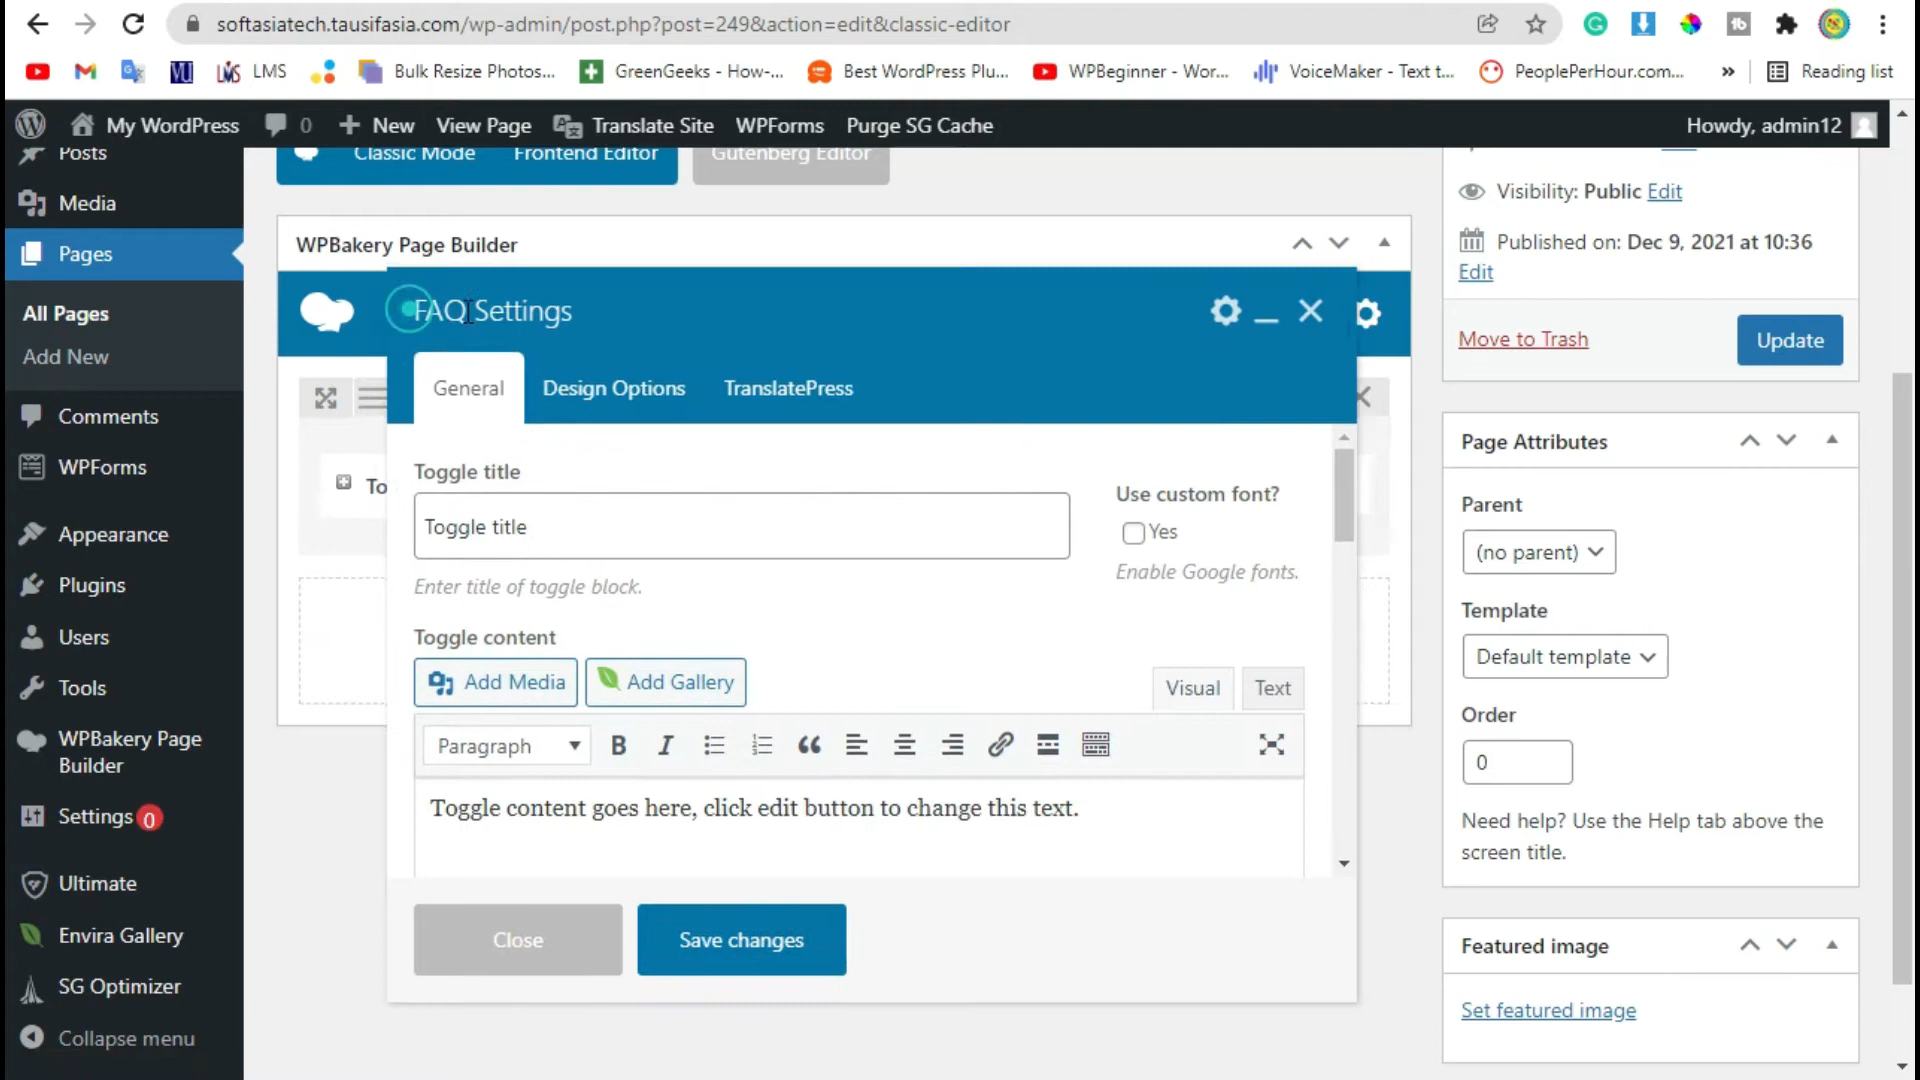 softasiatech.tausifasia.com/wp-admin/post.php?post=249&action=edit&classic-editor
LMS
Bulk Resize Photos...
GreenGeeks - How-...
Best WordPress Plu...
WPBeginner - Wor...
VoiceMaker - Text t...
PeoplePerHour.com...
»
Reading list
My WordPress
0
New
View Page
Translate Site
WPForms
Purge SG Cache
Howdy, admin12
Posts
Media
Pages
All Pages
Add New
Comments
WPForms
Appearance
Plugins
Users
Tools
WPBakery Page
Builder
Settings 0
Ultimate
Envira Gallery
SG Optimizer
Collapse menu
Classic Mode
Frontend Editor
Gutenberg Editor
WPBakery Page Builder
FAQ Settings
General
Design Options
TranslatePress
To
Toggle title
Toggle title
Enter title of toggle block.
Use custom font?
Yes
Enable Google fonts.
Toggle content
Add Media
Add Gallery
Visual
Text
Paragraph
B
I
Toggle content goes here, click edit button to change this text.
Close
Save changes
Visibility: Public Edit
Published on: Dec 9, 2021 at 10:36
Edit
Move to Trash
Update
Page Attributes
Parent
(no parent)
Template
Default template
Order
0
Need help? Use the Help tab above the
screen title.
Featured image
Set featured image